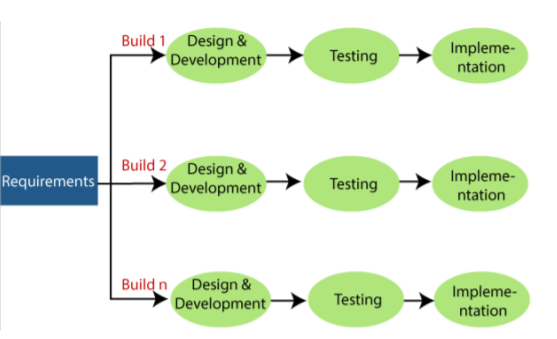 Build 1
Design &
Development
Testing
Impleme-
ntation
Requirements
Build 2
Design &
Development
Testing
Impleme-
ntation
Build n
Design &
Development
Testing
Impleme-
ntation